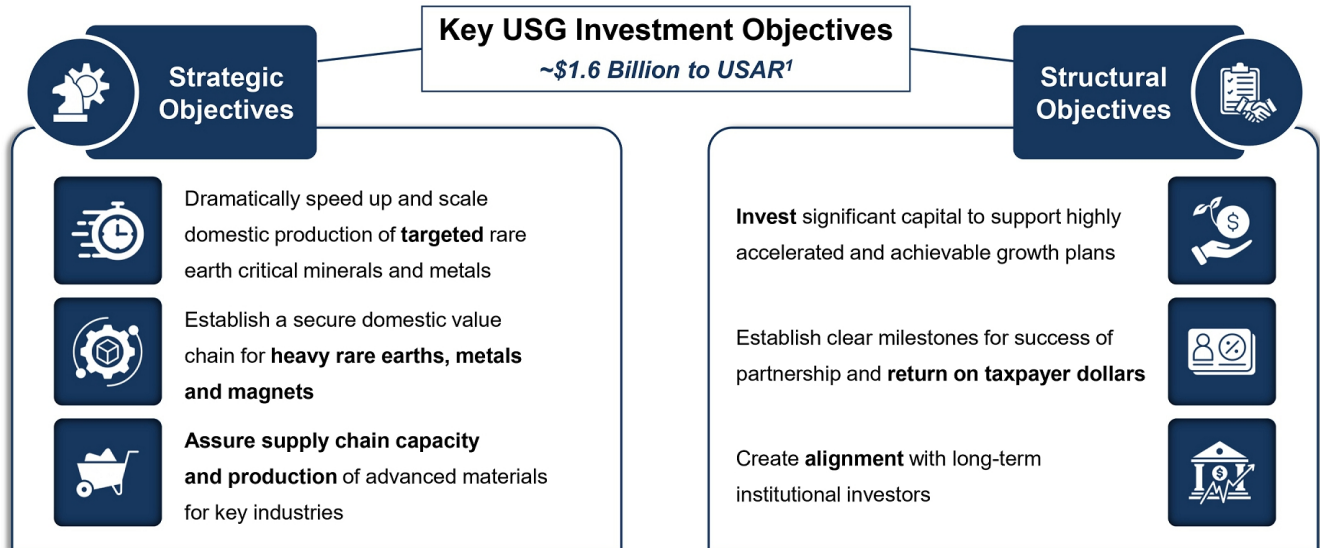 Key USG Investment Objectives
~$1.6 Billion to USAR¹
Strategic
Objectives
Dramatically speed up and scale
domestic production of targeted rare
earth critical minerals and metals
Establish a secure domestic value
chain for heavy rare earths, metals
and magnets
Assure supply chain capacity
and production of advanced materials
for key industries
Structural
Objectives
Invest significant capital to support highly
accelerated and achievable growth plans
$
Establish clear milestones for success of
partnership and return on taxpayer dollars
%
Create alignment with long-term
institutional investors
$